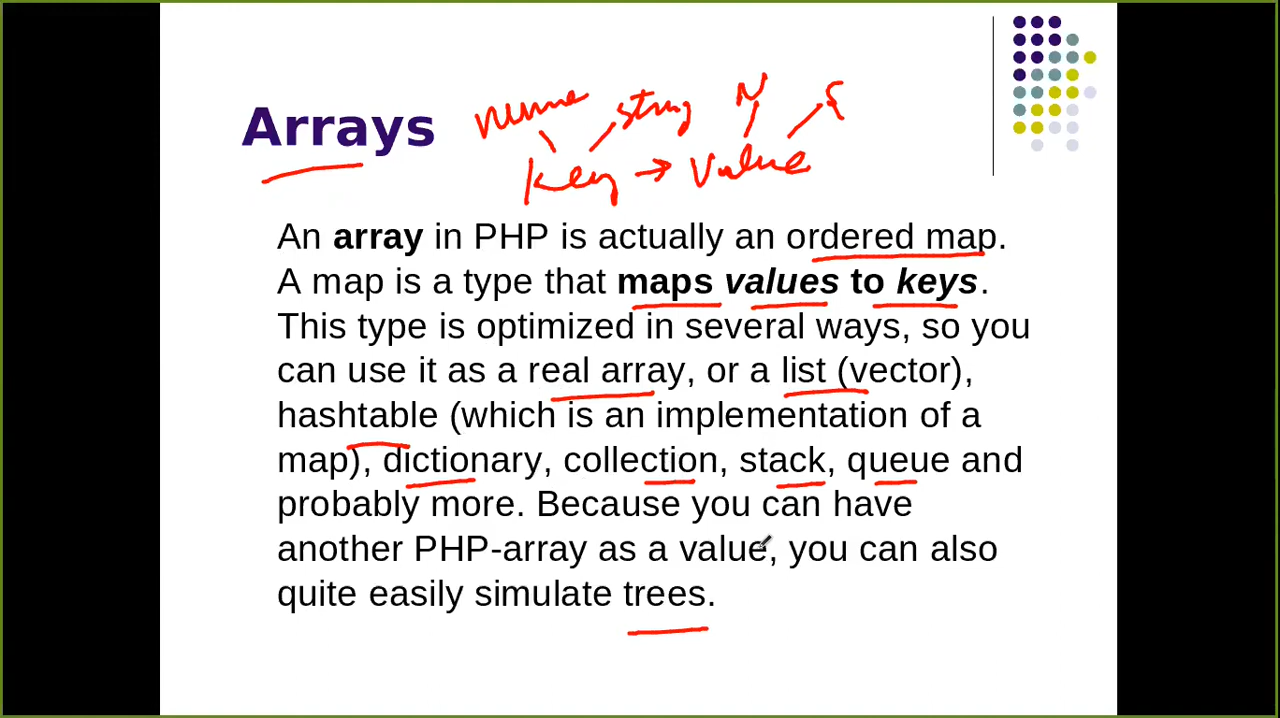 Arrays
string N
key → value
An array in PHP is actually an ordered map.
A map is a type that maps values to keys.
This type is optimized in several ways, so you
can use it as a real array, or a list (vector),
hashtable (which is an implementation of a
map), dictionary, collection, stack, queue and
probably more. Because you can have
another PHP-array as a value, you can also
quite easily simulate trees.